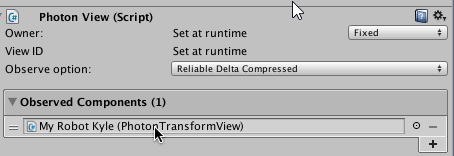 Photon View (Script)
Owner: Set at runtime Fixed
View ID Set at runtime
Observe option: Reliable Delta Compressed
Observed Components (1)
My Robot Kyle (PhotonTransformView)